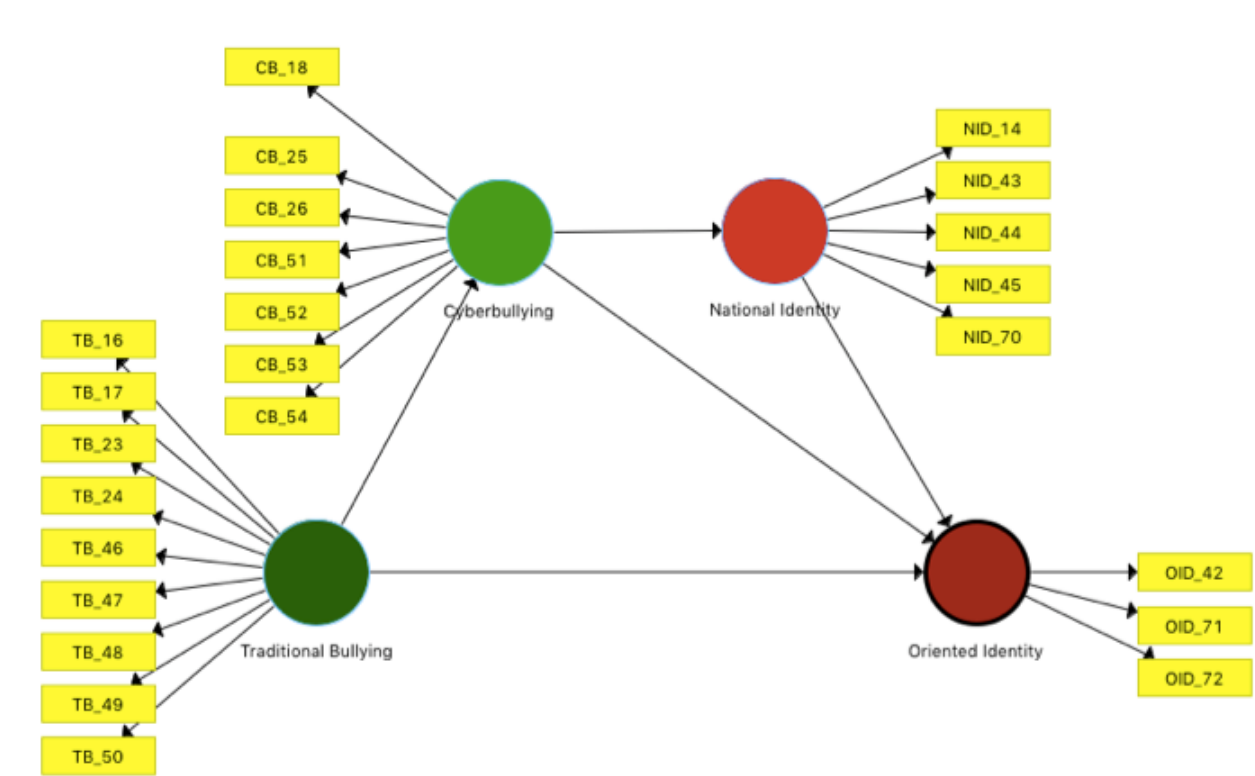 CB_18
CB_25
CB_26
CB_51
CB_52
CB_53
CB_54
Cyberbullying
NID_14
NID_43
NID_44
NID_45
NID_70
National Identity
TB_16
TB_17
TB_23
TB_24
TB_46
TB_47
TB_48
TB_49
TB_50
Traditional Bullying
Oriented Identity
OID_42
OID_71
OID_72